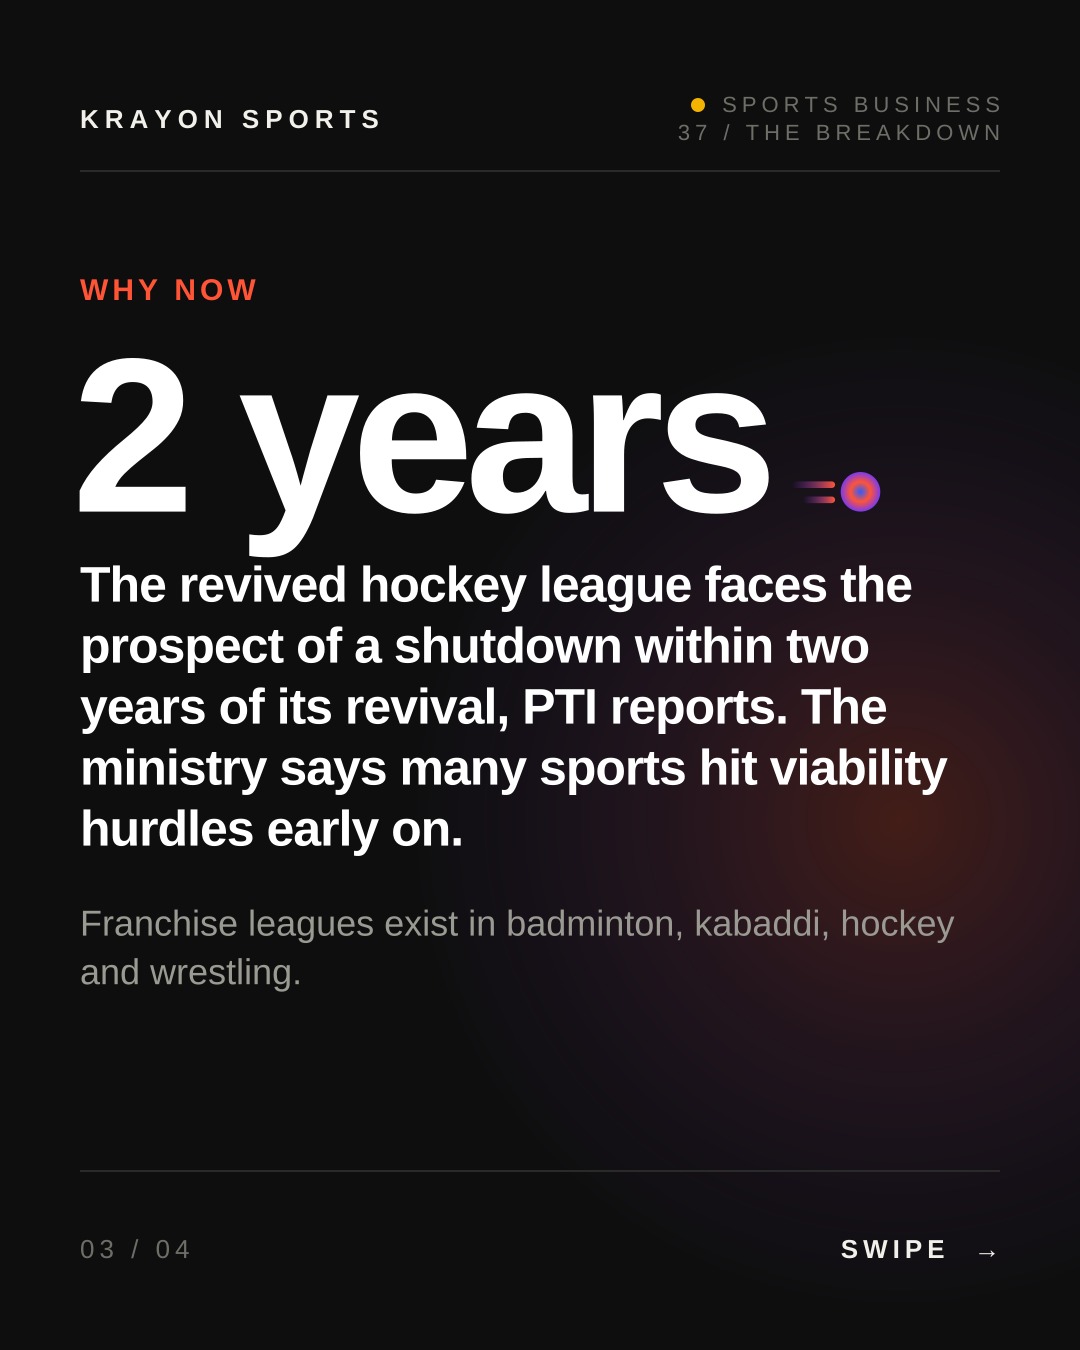 KRAYON SPORTS
SPORTS BUSINESS
37 / THE BREAKDOWN
WHY NOW
2 years
The revived hockey league faces the
prospect of a shutdown within two
years of its revival, PTI reports. The
ministry says many sports hit viability
hurdles early on.
Franchise leagues exist in badminton, kabaddi, hockey
and wrestling.
03 / 04
SWIPE →